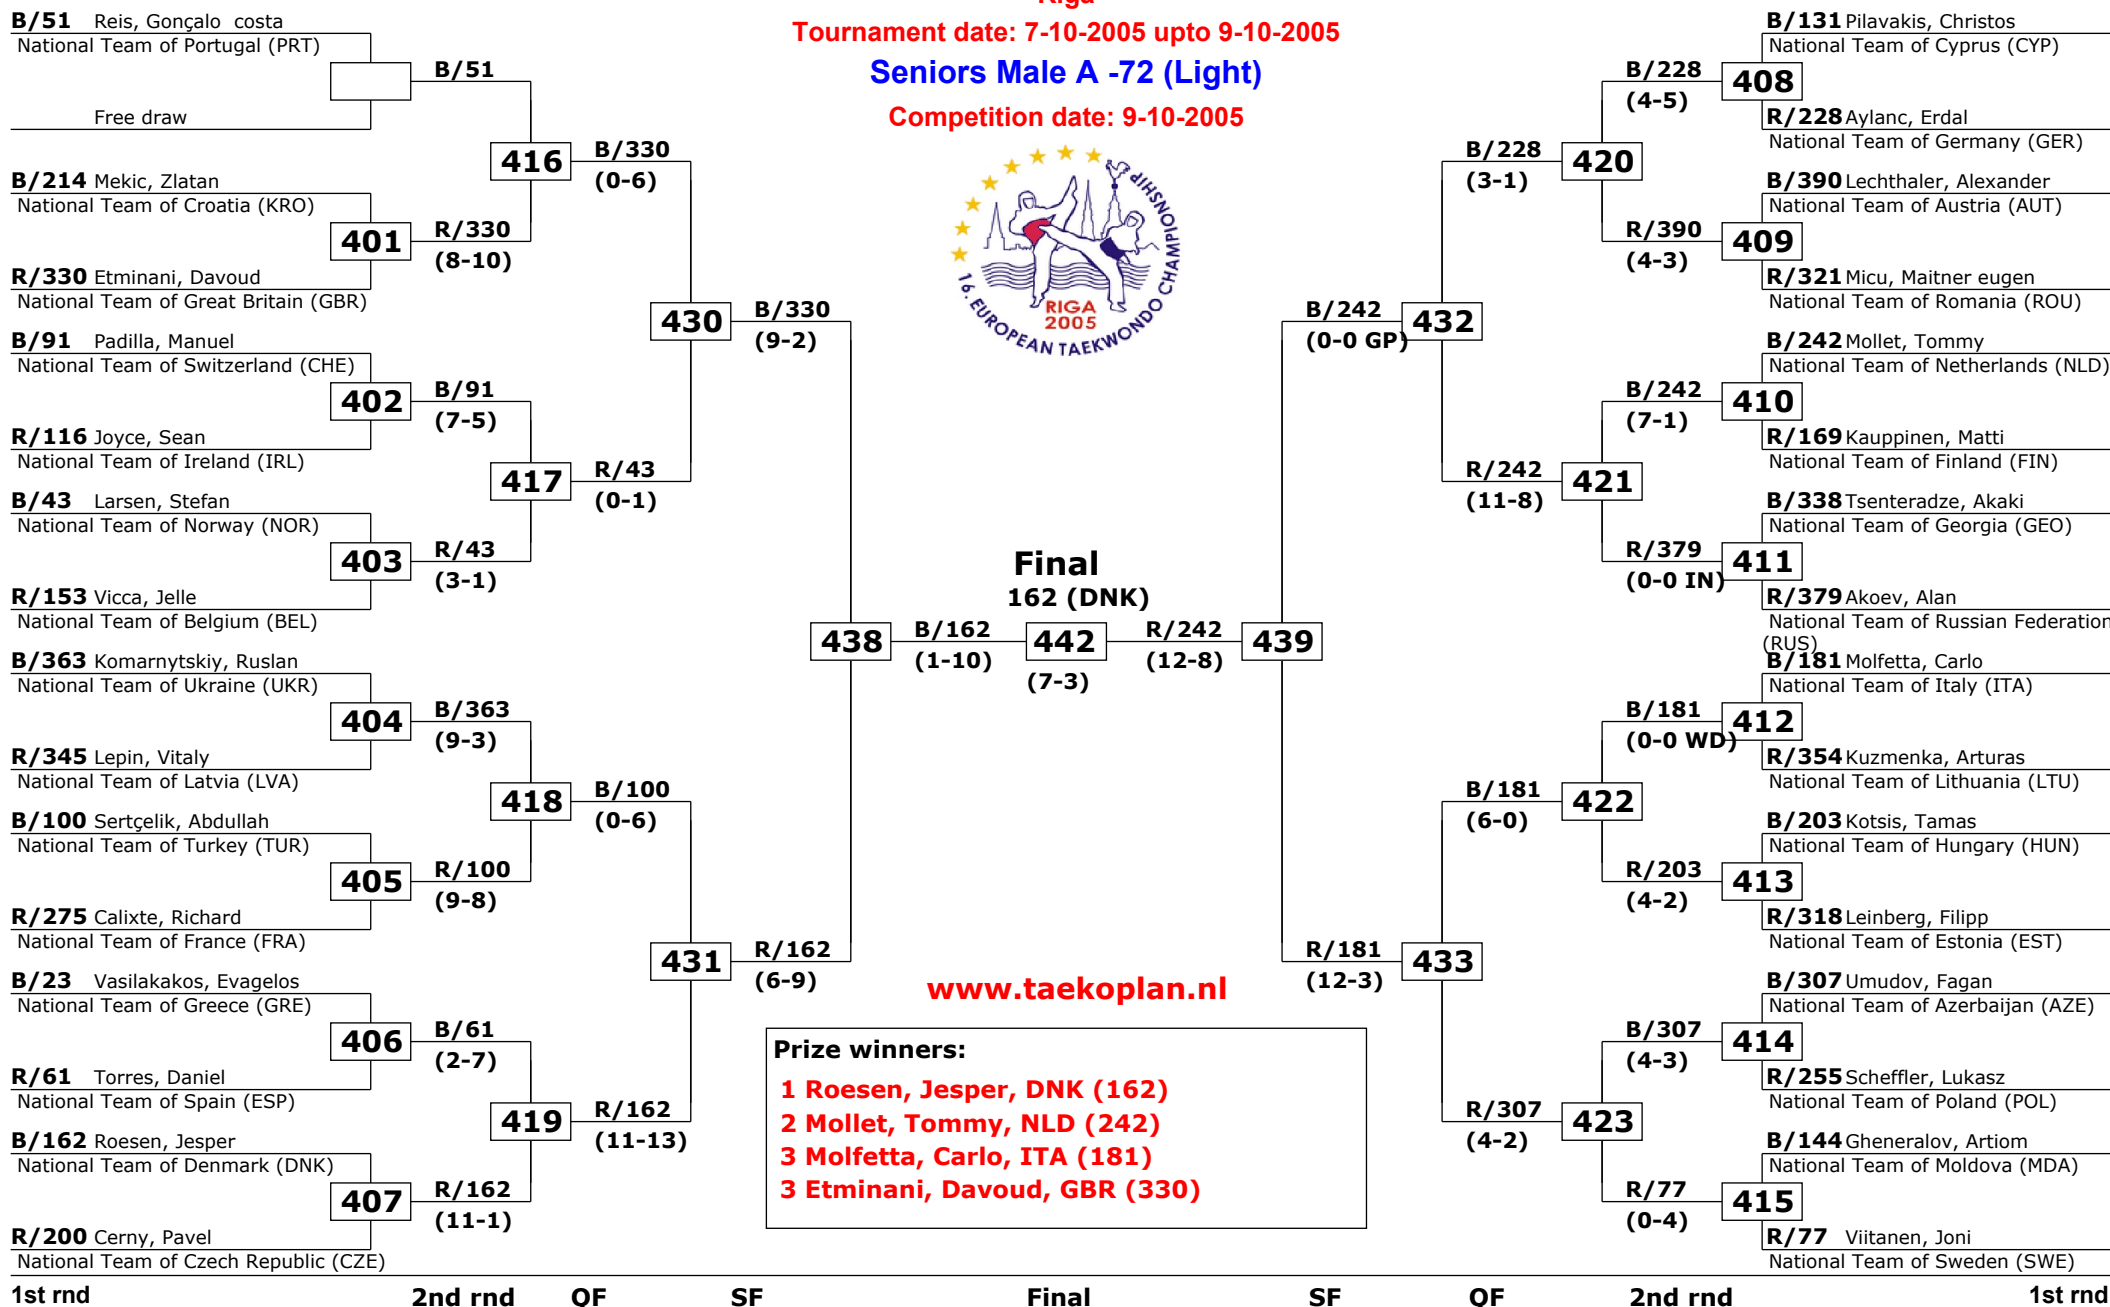 Riga
Tournament date: 7-10-2005 upto 9-10-2005
Seniors Male A -72 (Light)
Competition date: 9-10-2005
16. EUROPEAN TAEKWONDO CHAMPIONSHIP
RIGA
2005
B/51 Reis, Gonçalo costa
National Team of Portugal (PRT)
Free draw
B/214 Mekic, Zlatan
National Team of Croatia (KRO)
401
R/330 Etminani, Davoud
National Team of Great Britain (GBR)
B/91 Padilla, Manuel
National Team of Switzerland (CHE)
402
R/116 Joyce, Sean
National Team of Ireland (IRL)
B/43 Larsen, Stefan
National Team of Norway (NOR)
403
R/153 Vicca, Jelle
National Team of Belgium (BEL)
B/363 Komarnytskiy, Ruslan
National Team of Ukraine (UKR)
404
R/345 Lepin, Vitaly
National Team of Latvia (LVA)
B/100 Sertçelik, Abdullah
National Team of Turkey (TUR)
405
R/275 Calixte, Richard
National Team of France (FRA)
B/23 Vasilakakos, Evagelos
National Team of Greece (GRE)
406
R/61 Torres, Daniel
National Team of Spain (ESP)
B/162 Roesen, Jesper
National Team of Denmark (DNK)
407
R/200 Cerny, Pavel
National Team of Czech Republic (CZE)
B/51
416
R/330
(8-10)
B/91
(7-5)
417
R/43
(3-1)
B/363
(9-3)
418
R/100
(9-8)
B/61
(2-7)
419
R/162
(11-1)
B/330
(0-6)
430
R/43
(0-1)
B/100
(0-6)
431
R/162
(11-13)
B/330
(9-2)
438
R/162
(6-9)
B/162
(1-10)
Final
162 (DNK)
442
(7-3)
R/242
(12-8)
B/242
(0-0 GP)
439
R/181
(12-3)
B/228
(3-1)
432
R/242
(11-8)
B/181
(6-0)
433
R/307
(4-2)
B/228
(4-5)
420
R/390
(4-3)
B/242
(7-1)
421
R/379
(0-0 IN)
B/181
(0-0 WD)
422
R/203
(4-2)
B/307
(4-3)
423
R/77
(0-4)
B/131 Pilavakis, Christos
National Team of Cyprus (CYP)
408
R/228 Aylanc, Erdal
National Team of Germany (GER)
B/390 Lechthaler, Alexander
National Team of Austria (AUT)
409
R/321 Micu, Maitner eugen
National Team of Romania (ROU)
B/242 Mollet, Tommy
National Team of Netherlands (NLD)
410
R/169 Kauppinen, Matti
National Team of Finland (FIN)
B/338 Tsenteradze, Akaki
National Team of Georgia (GEO)
411
R/379 Akoev, Alan
National Team of Russian Federation
(RUS)
B/181 Molfetta, Carlo
National Team of Italy (ITA)
412
R/354 Kuzmenka, Arturas
National Team of Lithuania (LTU)
B/203 Kotsis, Tamas
National Team of Hungary (HUN)
413
R/318 Leinberg, Filipp
National Team of Estonia (EST)
B/307 Umudov, Fagan
National Team of Azerbaijan (AZE)
414
R/255 Scheffler, Lukasz
National Team of Poland (POL)
B/144 Gheneralov, Artiom
National Team of Moldova (MDA)
415
R/77 Viitanen, Joni
National Team of Sweden (SWE)
www.taekoplan.nl
Prize winners:
1 Roesen, Jesper, DNK (162)
2 Mollet, Tommy, NLD (242)
3 Molfetta, Carlo, ITA (181)
3 Etminani, Davoud, GBR (330)
1st rnd 2nd rnd QF SF Final SF QF 2nd rnd 1st rnd